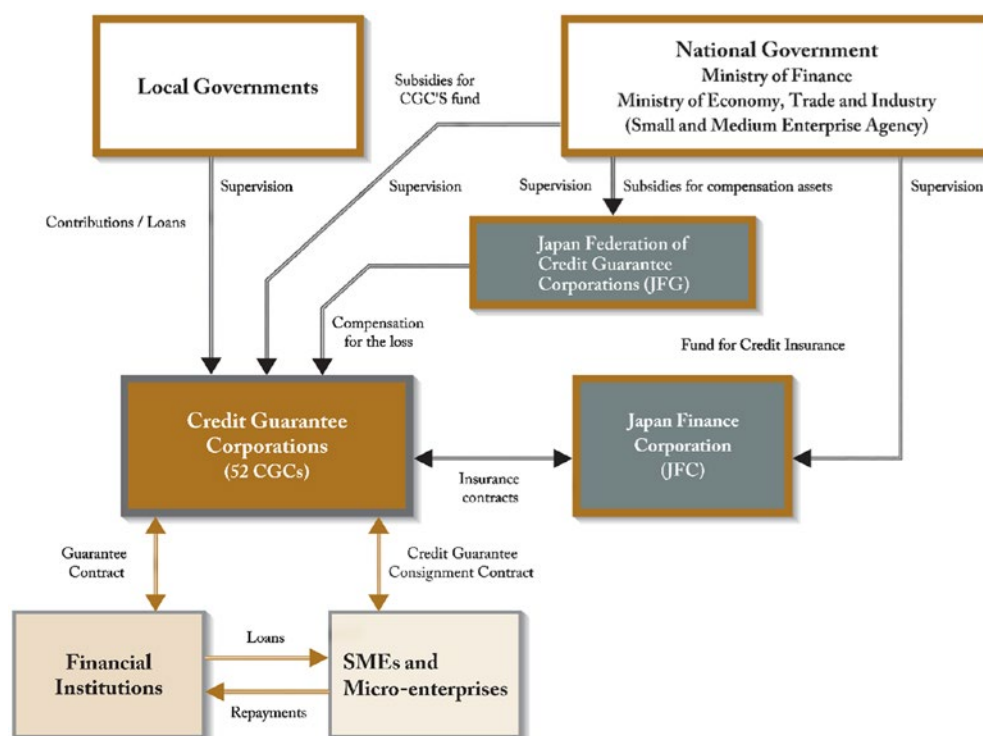 Local Governments
Subsidies for
CGC'S fund
National Government
Ministry of Finance
Ministry of Economy, Trade and Industry
(Small and Medium Enterprise Agency)
Supervision
Contributions / Loans
Supervision
Supervision
Subsidies for compensation assets
Supervision
Japan Federation of
Credit Guarantee
Corporations (JFG)
Compensation
for the loss
Fund for Credit Insurance
Credit Guarantee
Corporations
(52 CGCs)
Japan Finance
Corporation
(JFC)
Insurance
contracts
Guarantee
Contract
Credit Guarantee
Consignment Contract
Financial
Institutions
Loans
Repayments
SMEs and
Micro-enterprises